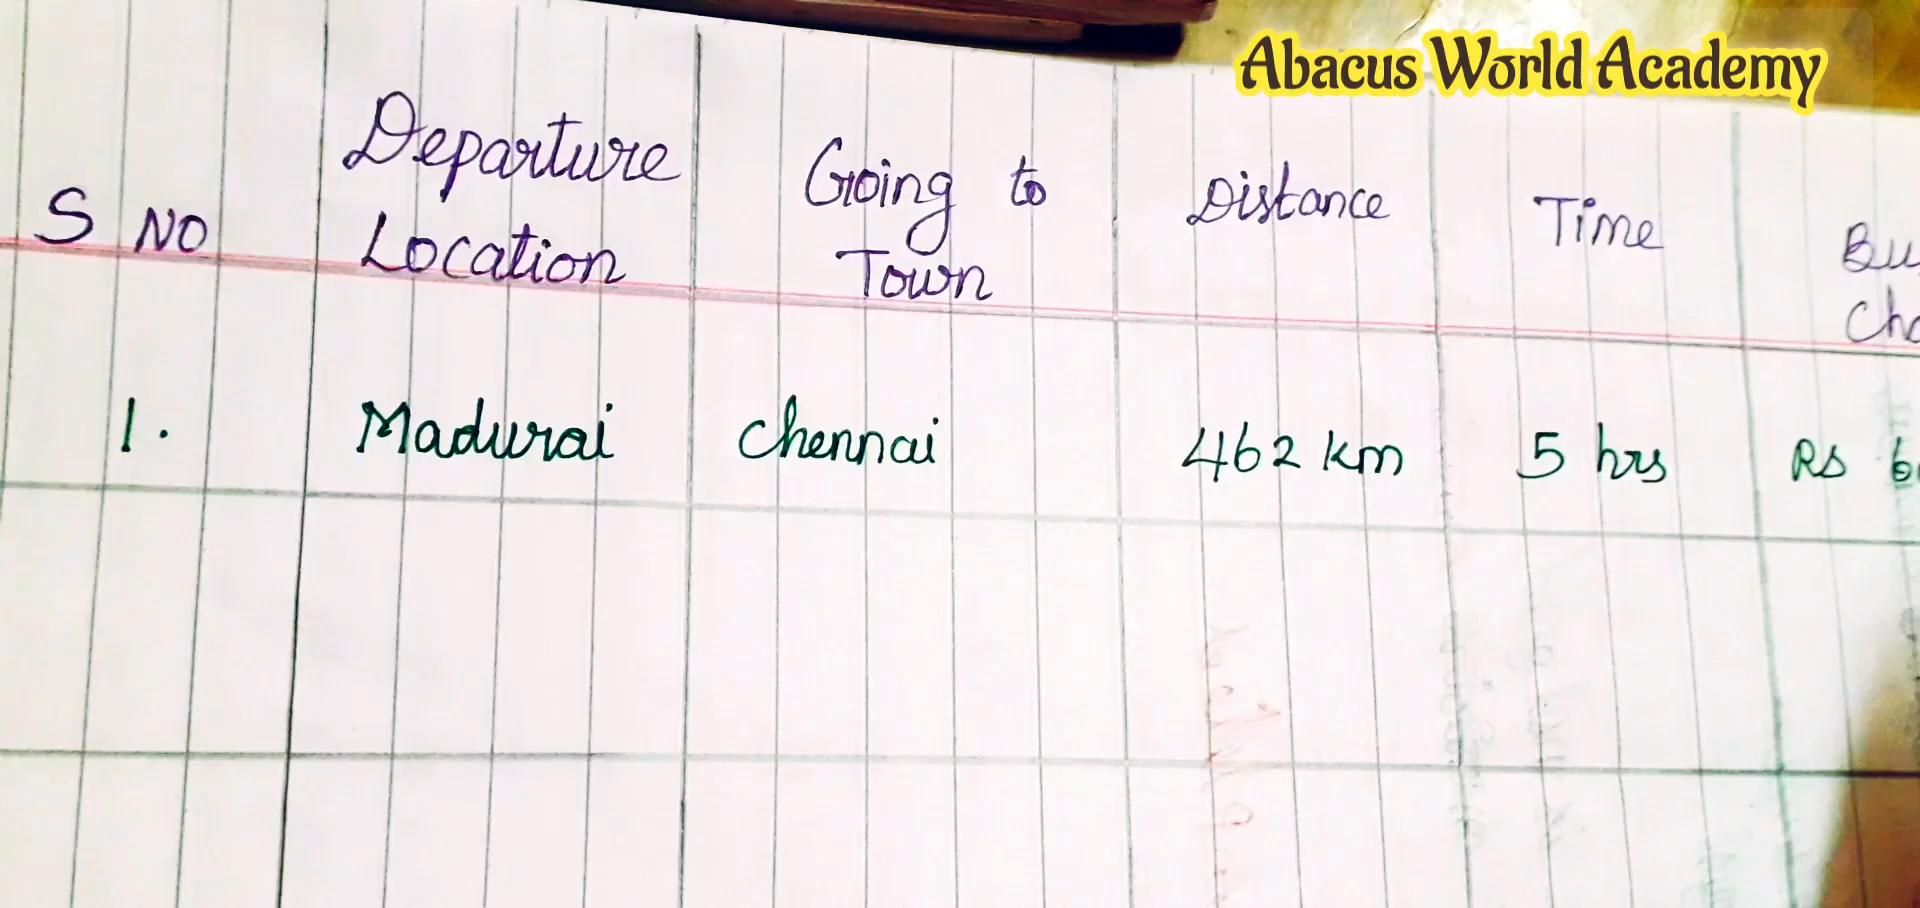 Abacus World Academy
S NO
Departure
Location
Going to
Town
Distance
Time
1.
Madurai
Chennai
462 km
5 hrs
Rs